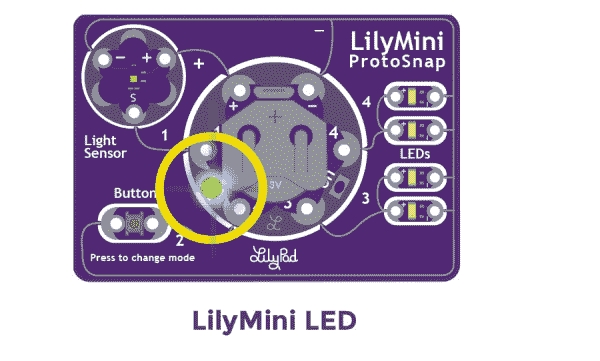 −
LilyMini
ProtoSnap
− +
+
+ −
S
Light
Sensor
1
1
4
4
+
LEDs
3V
3
3
Button
2
Press to change mode
LilyPad
LilyMini LED